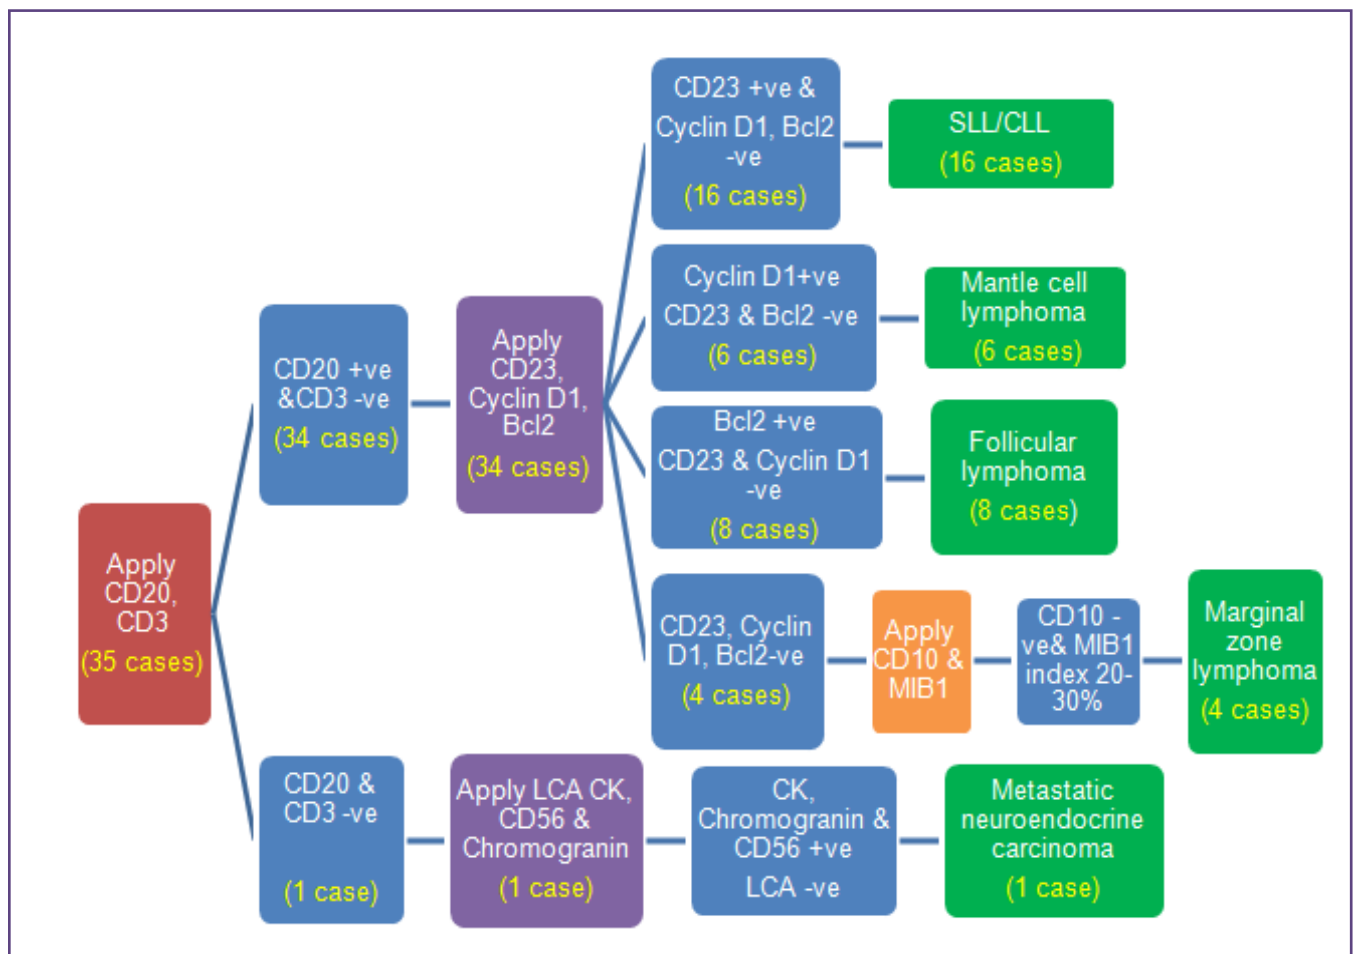 Apply
CD20,
CD3
(35 cases)
CD20 +ve
&CD3 -ve
(34 cases)
Apply
CD23,
Cyclin D1,
Bcl2
(34 cases)
CD23 +ve &
Cyclin D1, Bcl2
-ve
(16 cases)
SLL/CLL
(16 cases)
Cyclin D1+ve
CD23 & Bcl2 -ve
(6 cases)
Mantle cell
lymphoma
(6 cases)
Bcl2 +ve
CD23 & Cyclin D1
-ve
(8 cases)
Follicular
lymphoma
(8 cases)
CD23, Cyclin
D1, Bcl2-ve
(4 cases)
Apply
CD10 &
MIB1
CD10 -
ve& MIB1
index 20-
30%
Marginal
zone
lymphoma
(4 cases)
CD20 &
CD3 -ve
(1 case)
Apply LCA CK,
CD56 &
Chromogranin
(1 case)
CK,
Chromogranin &
CD56 +ve
LCA -ve
Metastatic
neuroendocrine
carcinoma
(1 case)